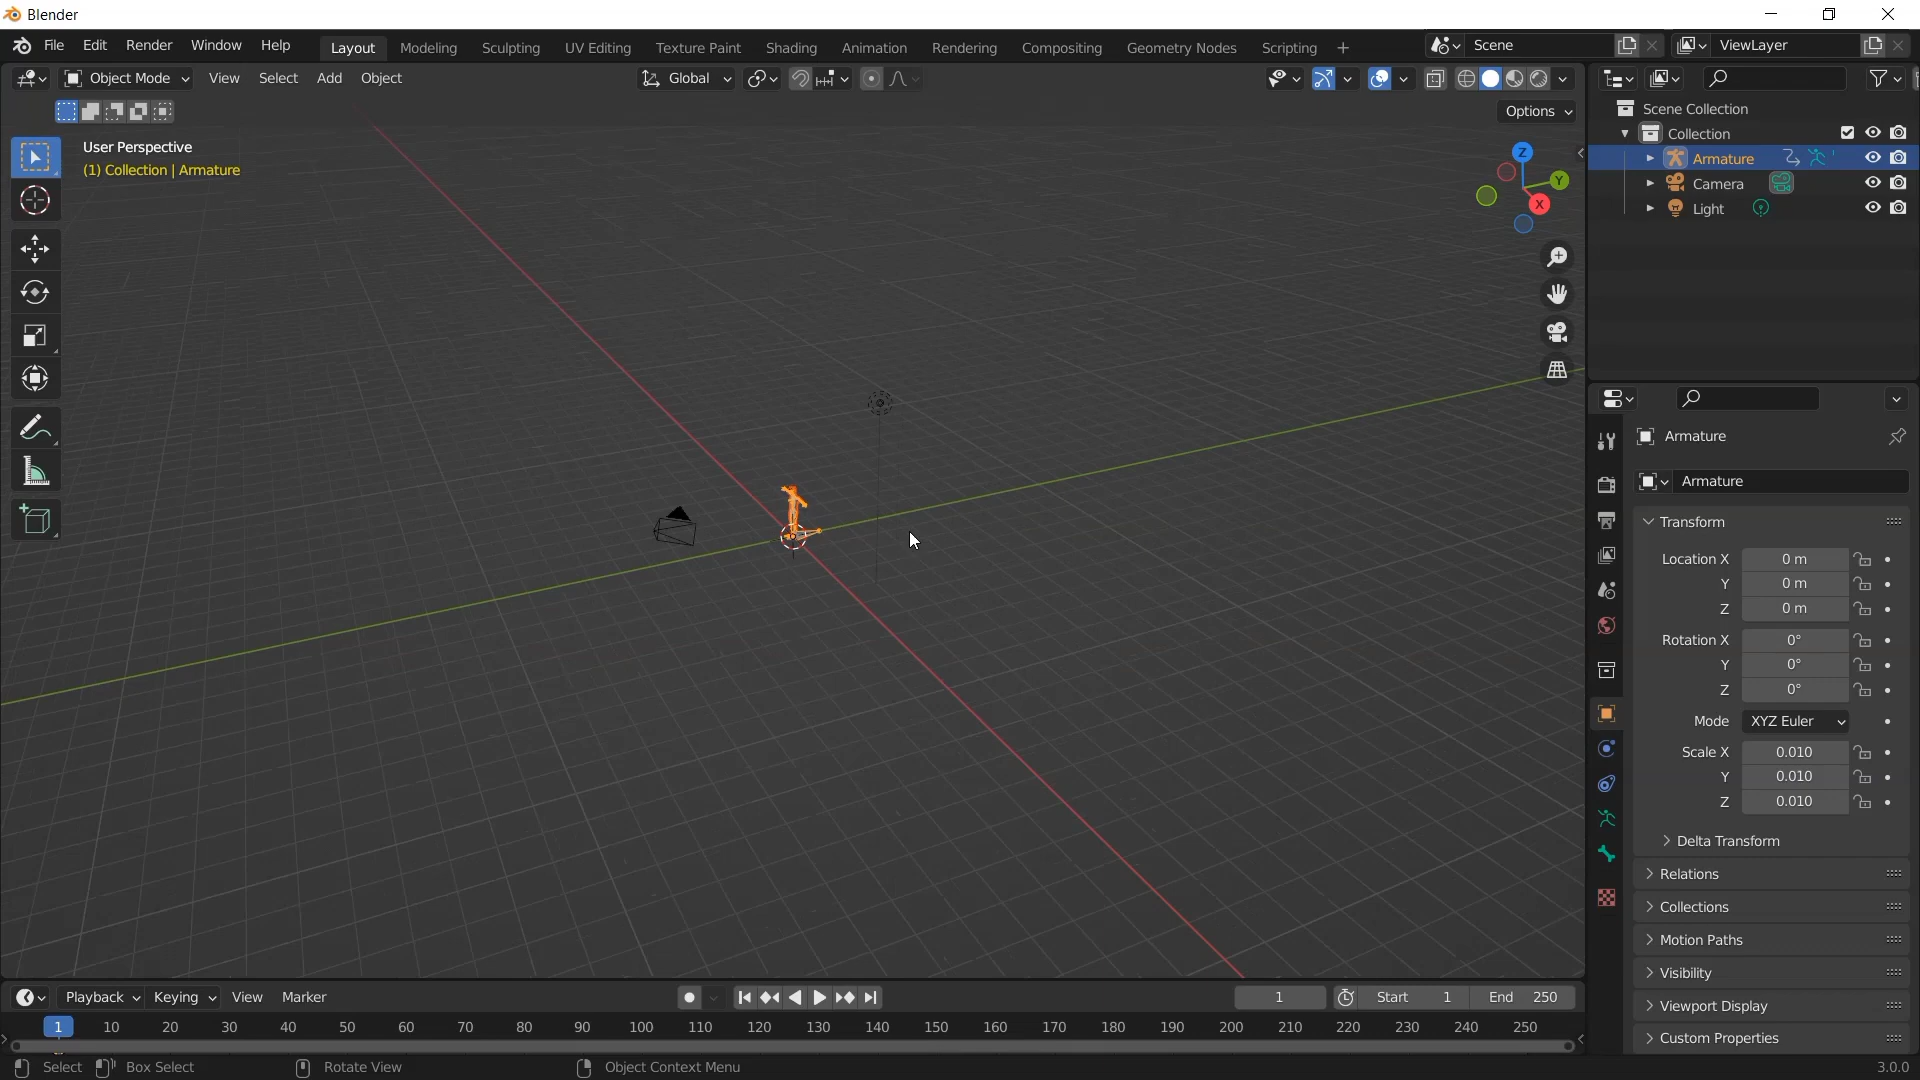 Blender
File Edit Render Window Help Layout Modeling Sculpting UV Editing Texture Paint Shading Animation Rendering Compositing Geometry Nodes Scripting + Scene ViewLayer
Object Mode View Select Add Object Global
Options
User Perspective
(1) Collection | Armature
Z
Y
X
Scene Collection
Collection
Armature
Camera
Light
Armature
Armature
Transform
Location X 0 m
Y 0 m
Z 0 m
Rotation X 0°
Y 0°
Z 0°
Mode XYZ Euler
Scale X 0.010
Y 0.010
Z 0.010
Delta Transform
Relations
Collections
Motion Paths
Visibility
Viewport Display
Custom Properties
Playback Keying View Marker 1 Start 1 End 250
1 10 20 30 40 50 60 70 80 90 100 110 120 130 140 150 160 170 180 190 200 210 220 230 240 250
Select Box Select Rotate View Object Context Menu 3.0.0